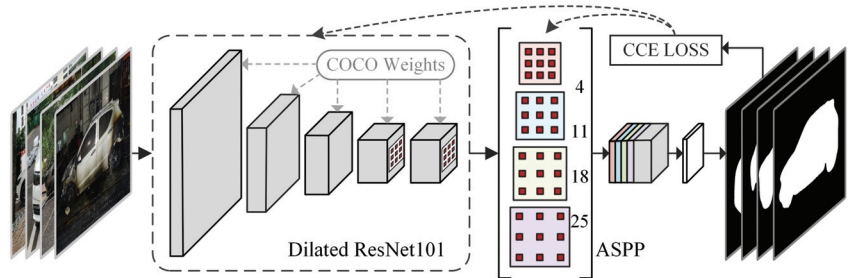 CCE LOSS
COCO Weights
4
11
18
25
Dilated ResNet101
ASPP